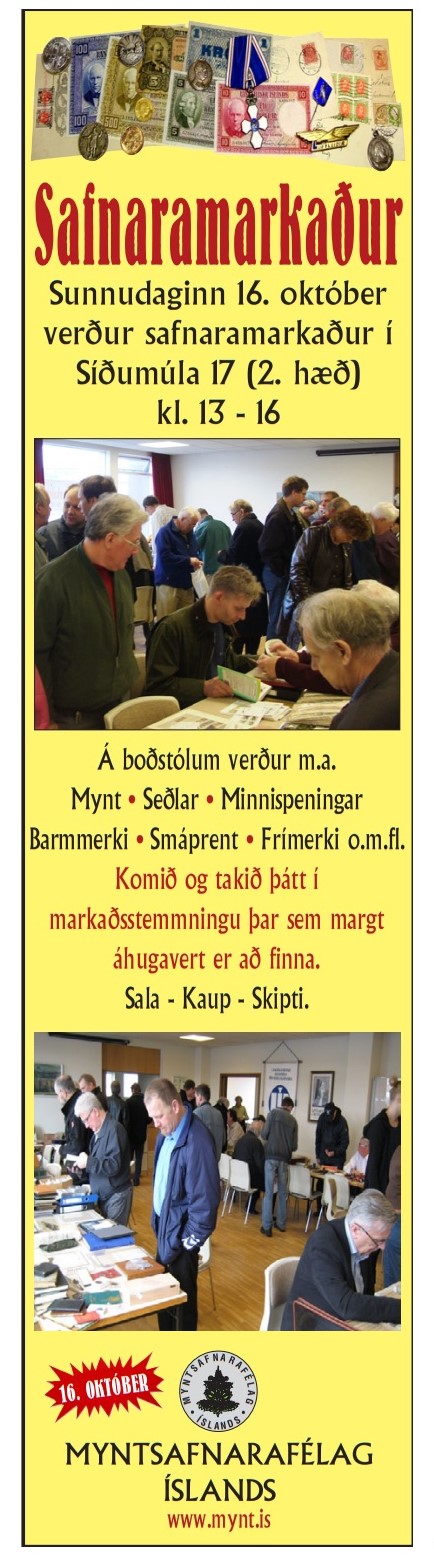 Safnaramarkaður
Sunnudaginn 16. október
verður safnaramarkaður í
Síðumúla 17 (2. hæð)
kl. 13 - 16
Á boðstólum verður m.a.
Mynt • Seðlar • Minnispeningar
Barmmerki • Smáprent • Frímerki o.m.fl.
Komið og takið þátt í
markaðsstemmningu þar sem margt
áhugavert er að finna.
Sala - Kaup - Skipti.
16. OKTÓBER
MYNTSAFNARAFÉLAG
• ÍSLANDS •
MYNTSAFNARAFÉLAG
ÍSLANDS
www.mynt.is